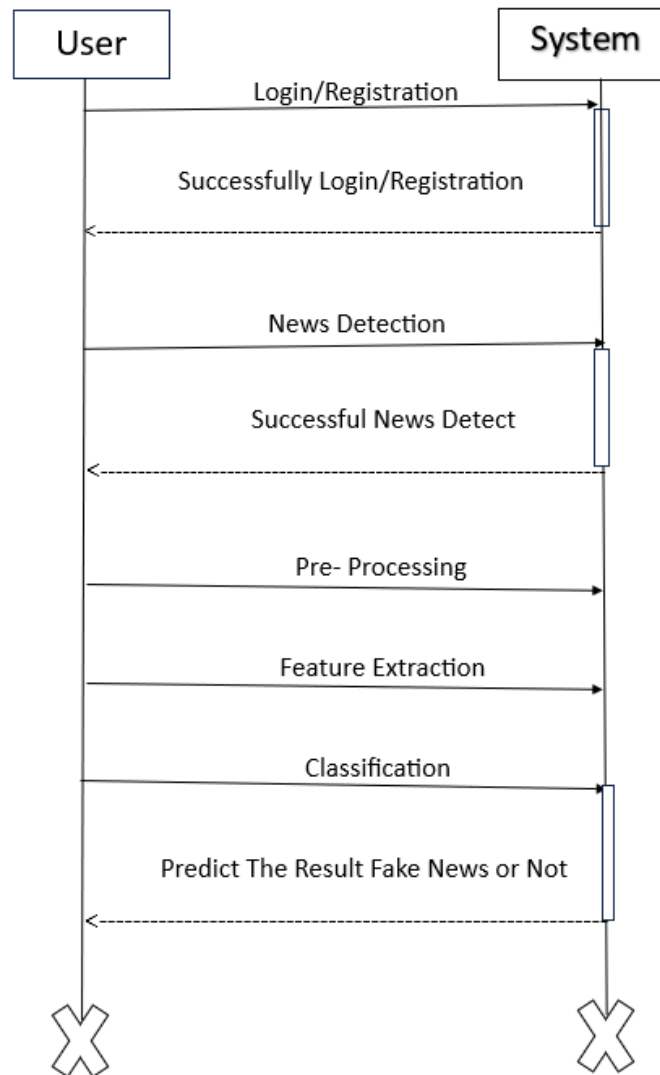 User
System
Login/Registration
Successfully Login/Registration
News Detection
Successful News Detect
Pre- Processing
Feature Extraction
Classification
Predict The Result Fake News or Not